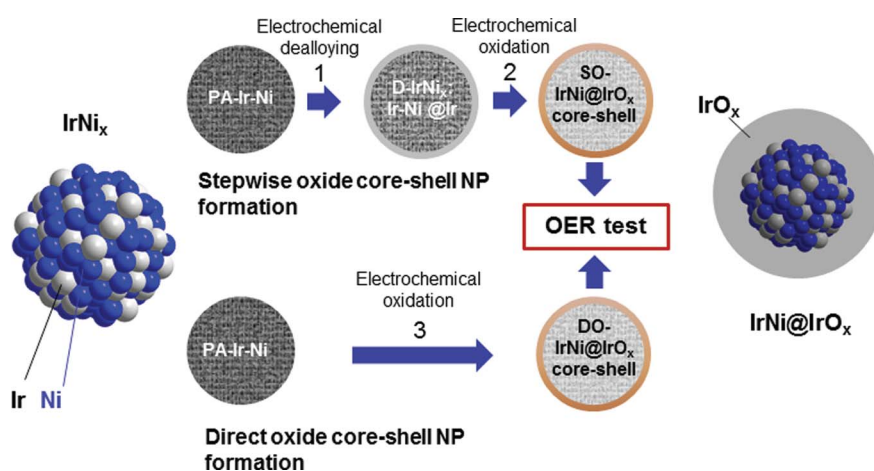 IrNiₓ
Ir Ni
Electrochemical
dealloying
1
Electrochemical
oxidation
2
PA-Ir-Ni
D-IrNiₓ:
Ir-Ni @Ir
SO-
IrNi@IrOₓ
core-shell
Stepwise oxide core-shell NP
formation
OER test
Electrochemical
oxidation
3
PA-Ir-Ni
DO-
IrNi@IrOₓ
core-shell
Direct oxide core-shell NP
formation
IrOₓ
IrNi@IrOₓ